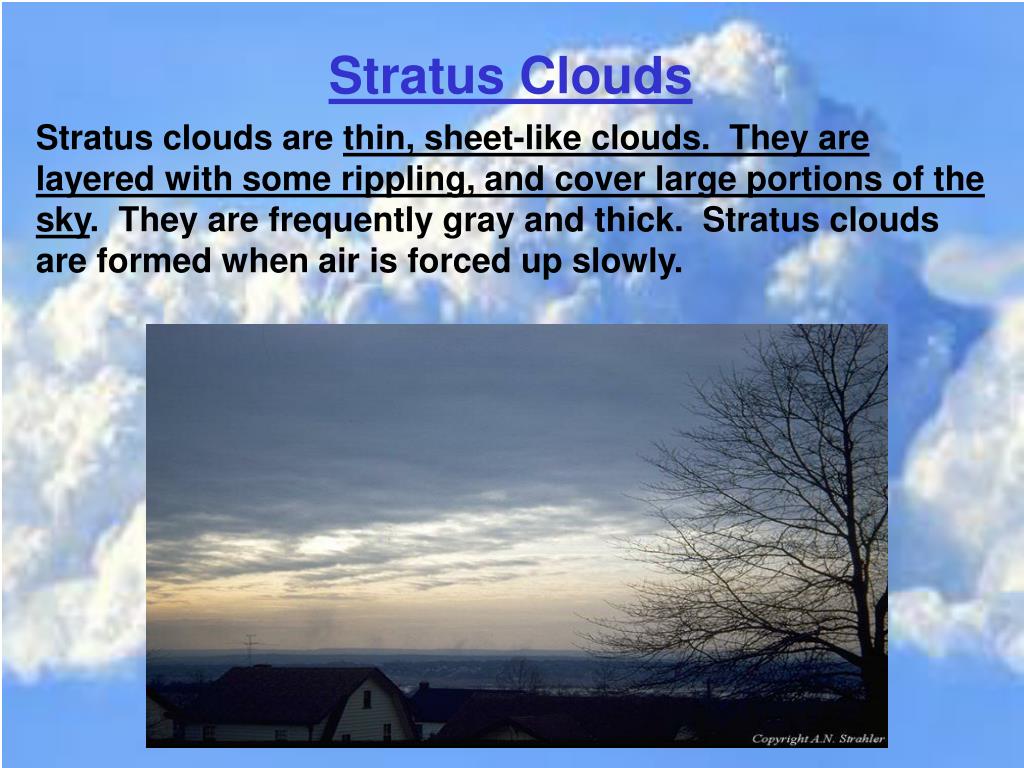 Stratus Clouds
Stratus clouds are thin, sheet-like clouds.  They are
layered with some rippling, and cover large portions of the
sky.  They are frequently gray and thick.  Stratus clouds
are formed when air is forced up slowly.
Copyright A.N. Strahler